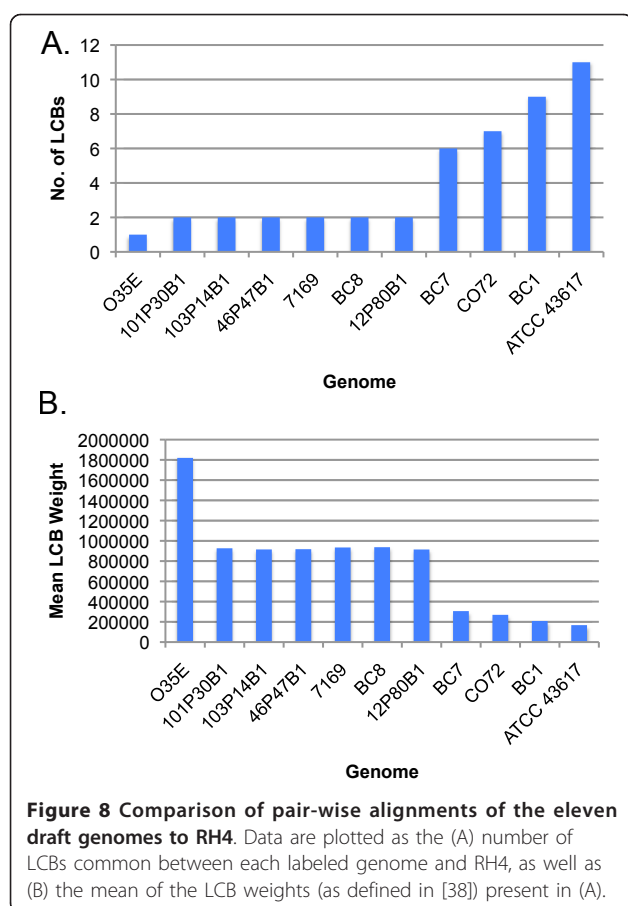 A.
No. of LCBs
12
10
8
6
4
2
0
O35E
101P30B1
103P14B1
46P47B1
7169
BC8
12P80B1
BC7
CO72
BC1
ATCC 43617
Genome
B.
Mean LCB Weight
2000000
1800000
1600000
1400000
1200000
1000000
800000
600000
400000
200000
0
O35E
101P30B1
103P14B1
46P47B1
7169
BC8
12P80B1
BC7
CO72
BC1
ATCC 43617
Genome
Figure 8 Comparison of pair-wise alignments of the eleven
draft genomes to RH4. Data are plotted as the (A) number of
LCBs common between each labeled genome and RH4, as well as
(B) the mean of the LCB weights (as defined in [38]) present in (A).